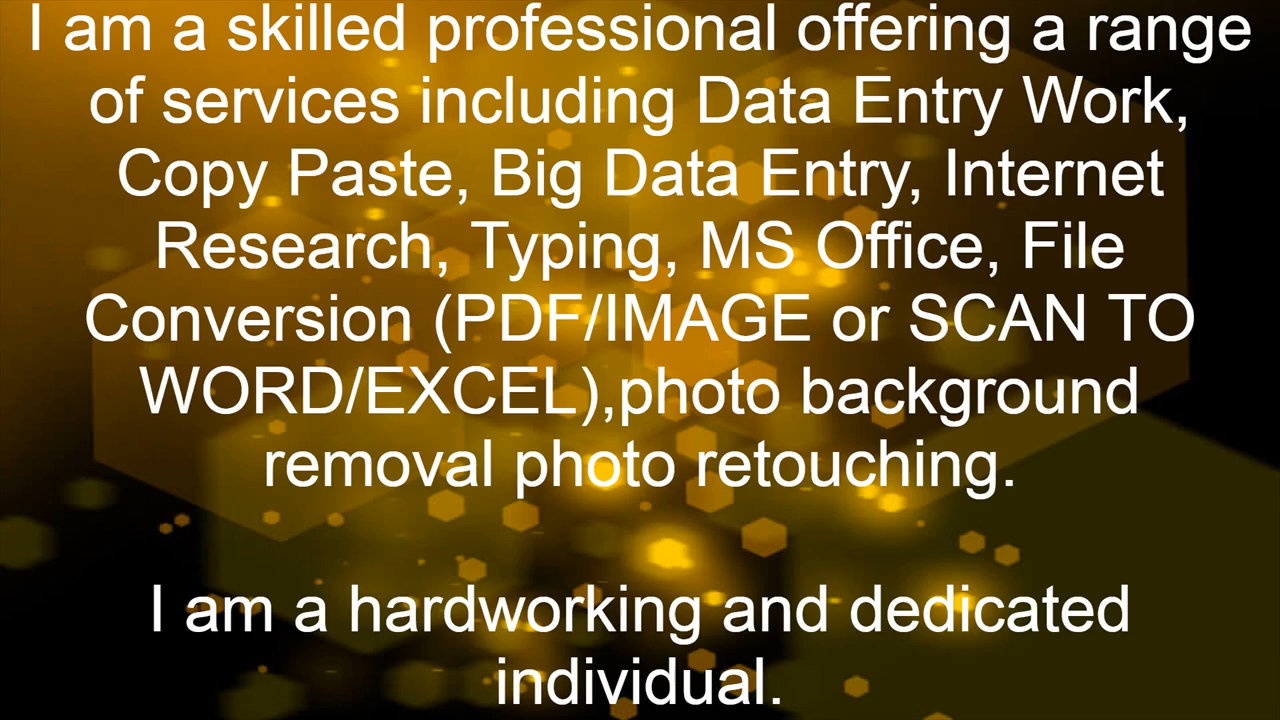 I am a skilled professional offering a range
of services including Data Entry Work,
Copy Paste, Big Data Entry, Internet
Research, Typing, MS Office, File
Conversion (PDF/IMAGE or SCAN TO
WORD/EXCEL),photo background
removal photo retouching.
I am a hardworking and dedicated
individual.